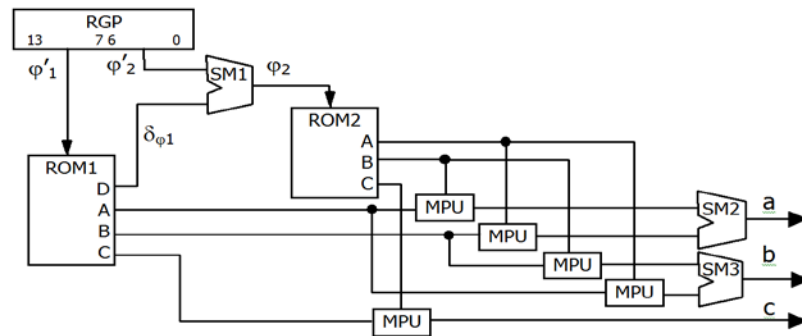 RGP
13 7 6 0
φ'1 φ'2
SM1
φ2
δφ1
ROM1
D
A
B
C
ROM2
A
B
C
MPU
MPU
MPU
MPU
MPU
SM2
a
SM3
b
c